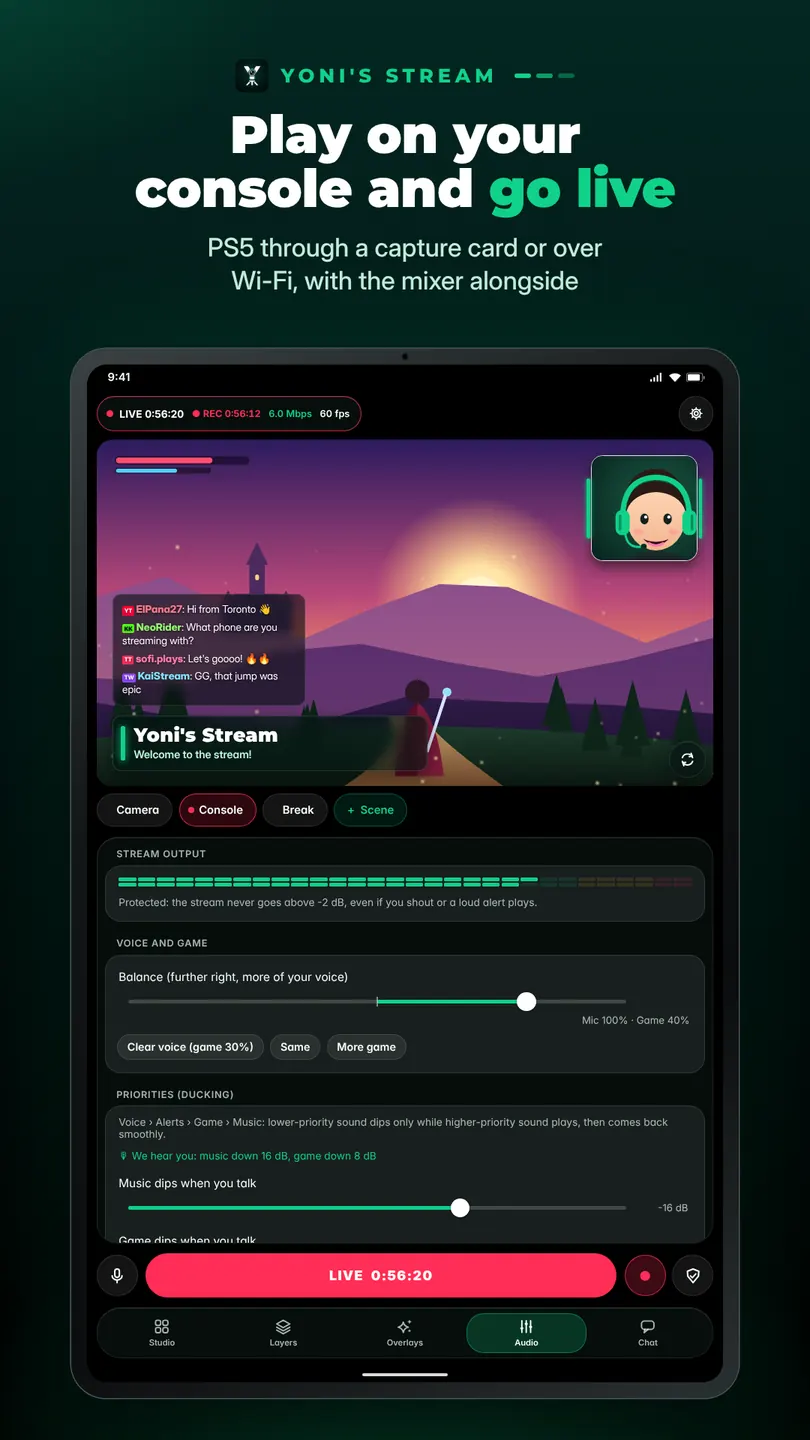 YONI'S STREAM
Play on your
console and go live
PS5 through a capture card or over
Wi-Fi, with the mixer alongside
9:41
LIVE 0:56:20 REC 0:56:12 6.0 Mbps 60 fps
YT ElPana27: Hi from Toronto 👋
KK NeoRider: What phone are you
streaming with?
TT sofi.plays: Let's goooo! 🔥🔥
TW KaiStream: GG, that jump was
epic
Yoni's Stream
Welcome to the stream!
Camera Console Break + Scene
STREAM OUTPUT
Protected: the stream never goes above -2 dB, even if you shout or a loud alert plays.
VOICE AND GAME
Balance (further right, more of your voice)
Mic 100% · Game 40%
Clear voice (game 30%) Same More game
PRIORITIES (DUCKING)
Voice › Alerts › Game › Music: lower-priority sound dips only while higher-priority sound plays, then comes back
smoothly.
🎙 We hear you: music down 16 dB, game down 8 dB
Music dips when you talk
-16 dB
Game dips when you talk
LIVE 0:56:20
Studio Layers Overlays Audio Chat